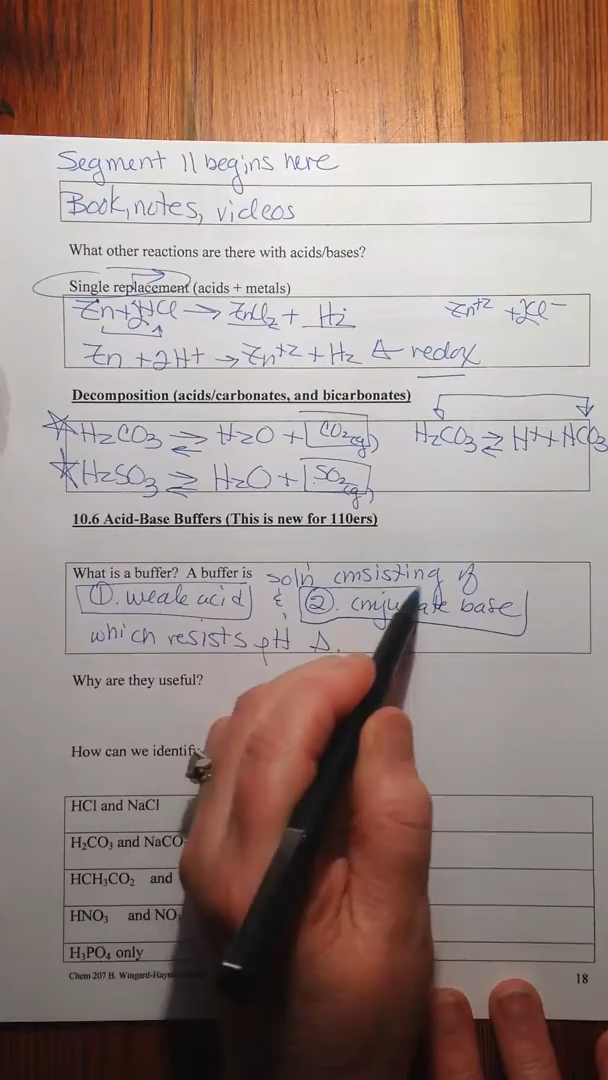 Segment 11 begins here
Book, notes, videos
What other reactions are there with acids/bases?
Single replacement (acids + metals)
Zn + 2HCl → ZnCl₂ + H₂ Zn⁺² + 2Cl⁻
Zn + 2H⁺ → Zn⁺² + H₂ Δ redox
Decomposition (acids/carbonates, and bicarbonates)
H₂CO₃ ⇌ H₂O + CO₂(g) H₂CO₃ ⇌ H⁺ + HCO₃
H₂SO₃ ⇌ H₂O + SO₂(g)
10.6 Acid-Base Buffers (This is new for 110ers)
What is a buffer? A buffer is soln consisting of
①. weak acid & ②. conjugate base
which resists pH Δ.
Why are they useful?
How can we identif
HCl and NaCl
H₂CO₃ and NaCO
HCH₃CO₂ and
HNO₃ and NO
H₃PO₄ only
Chem 207 B. Wingard-Hay
18